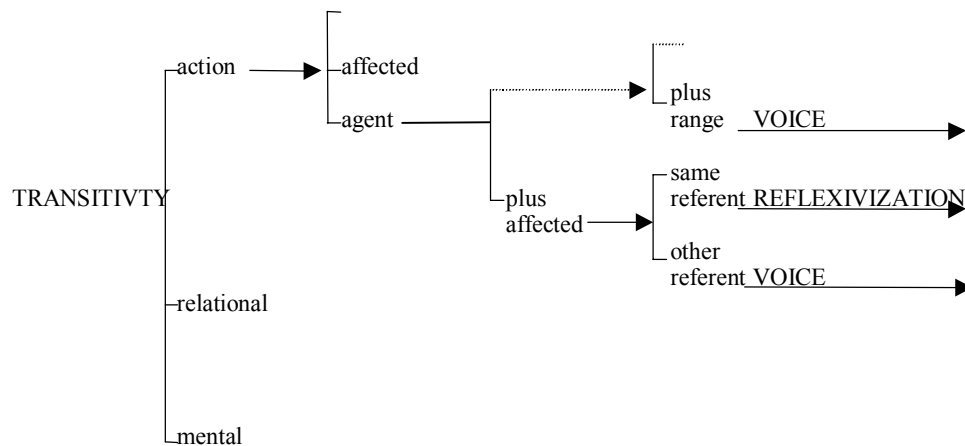 action
affected
plus
range VOICE
agent
same
referent REFLEXIVIZATION
TRANSITIVTY
plus
affected
other
referent VOICE
relational
mental